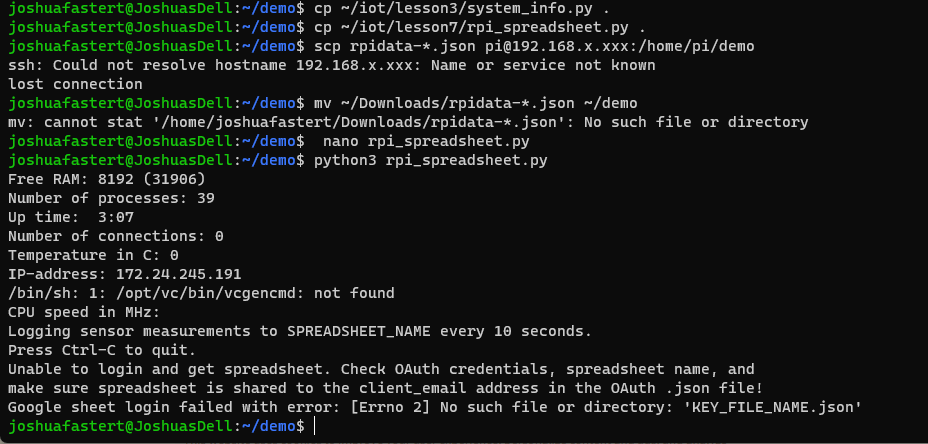 joshuafastert@JoshuasDell:~/demo$ cp ~/iot/lesson3/system_info.py .
joshuafastert@JoshuasDell:~/demo$ cp ~/iot/lesson7/rpi_spreadsheet.py .
joshuafastert@JoshuasDell:~/demo$ scp rpidata-*.json pi@192.168.x.xxx:/home/pi/demo
ssh: Could not resolve hostname 192.168.x.xxx: Name or service not known
lost connection
joshuafastert@JoshuasDell:~/demo$ mv ~/Downloads/rpidata-*.json ~/demo
mv: cannot stat '/home/joshuafastert/Downloads/rpidata-*.json': No such file or directory
joshuafastert@JoshuasDell:~/demo$  nano rpi_spreadsheet.py
joshuafastert@JoshuasDell:~/demo$ python3 rpi_spreadsheet.py
Free RAM: 8192 (31906)
Number of processes: 39
Up time:  3:07
Number of connections: 0
Temperature in C: 0
IP-address: 172.24.245.191
/bin/sh: 1: /opt/vc/bin/vcgencmd: not found
CPU speed in MHz:
Logging sensor measurements to SPREADSHEET_NAME every 10 seconds.
Press Ctrl-C to quit.
Unable to login and get spreadsheet. Check OAuth credentials, spreadsheet name, and
make sure spreadsheet is shared to the client_email address in the OAuth .json file!
Google sheet login failed with error: [Errno 2] No such file or directory: 'KEY_FILE_NAME.json'
joshuafastert@JoshuasDell:~/demo$